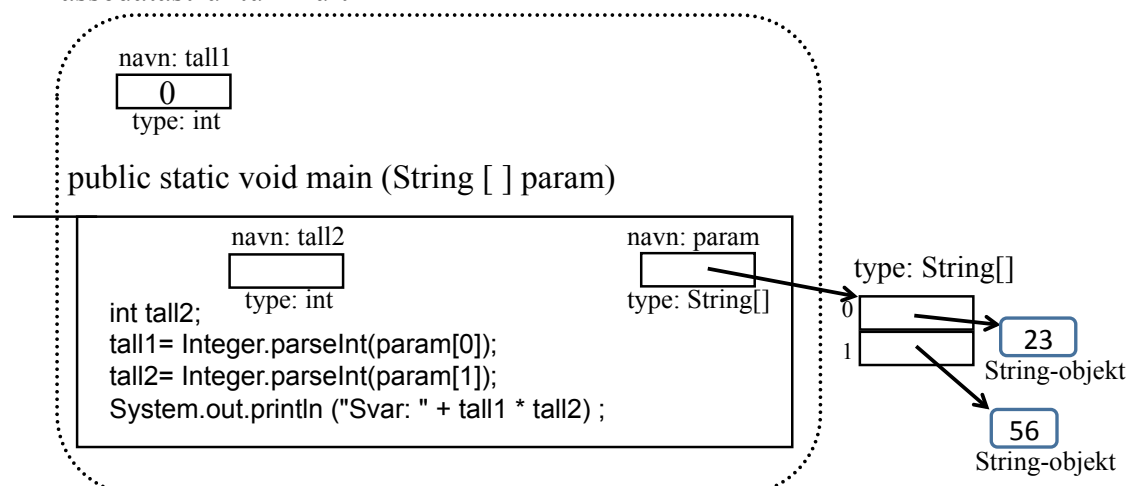 navn: tall1
0
type: int
public static void main (String [ ] param)
navn: tall2
type: int
navn: param
type: String[]
type: String[]
0
1
23
String-objekt
56
String-objekt
int tall2;
tall1= Integer.parseInt(param[0]);
tall2= Integer.parseInt(param[1]);
System.out.println ("Svar: " + tall1 * tall2) ;